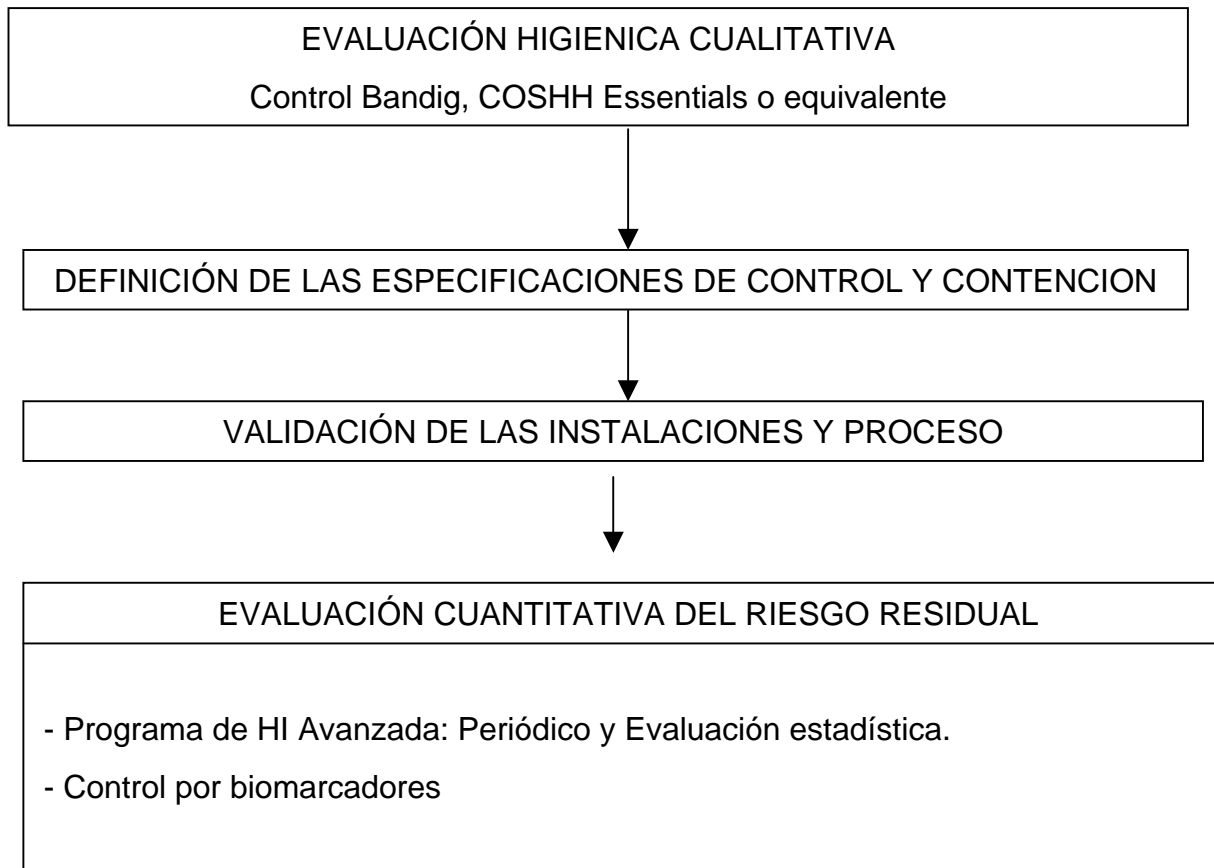 EVALUACIÓN HIGIENICA CUALITATIVA
Control Bandig, COSHH Essentials o equivalente
DEFINICIÓN DE LAS ESPECIFICACIONES DE CONTROL Y CONTENCION
VALIDACIÓN DE LAS INSTALACIONES Y PROCESO
EVALUACIÓN CUANTITATIVA DEL RIESGO RESIDUAL
- Programa de HI Avanzada: Periódico y Evaluación estadística.
- Control por biomarcadores